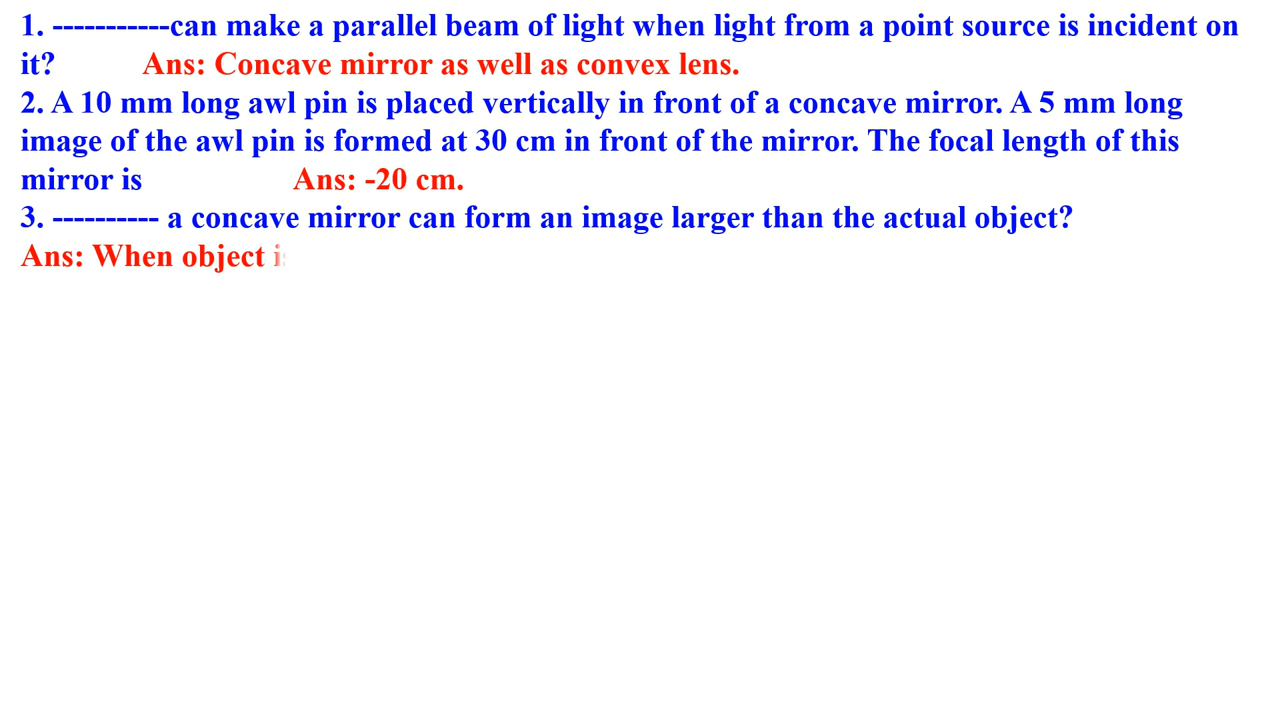 1. -----------can make a parallel beam of light when light from a point source is incident on
it? Ans: Concave mirror as well as convex lens.
2. A 10 mm long awl pin is placed vertically in front of a concave mirror. A 5 mm long
image of the awl pin is formed at 30 cm in front of the mirror. The focal length of this
mirror is Ans: -20 cm.
3. ---------- a concave mirror can form an image larger than the actual object?
Ans: When object